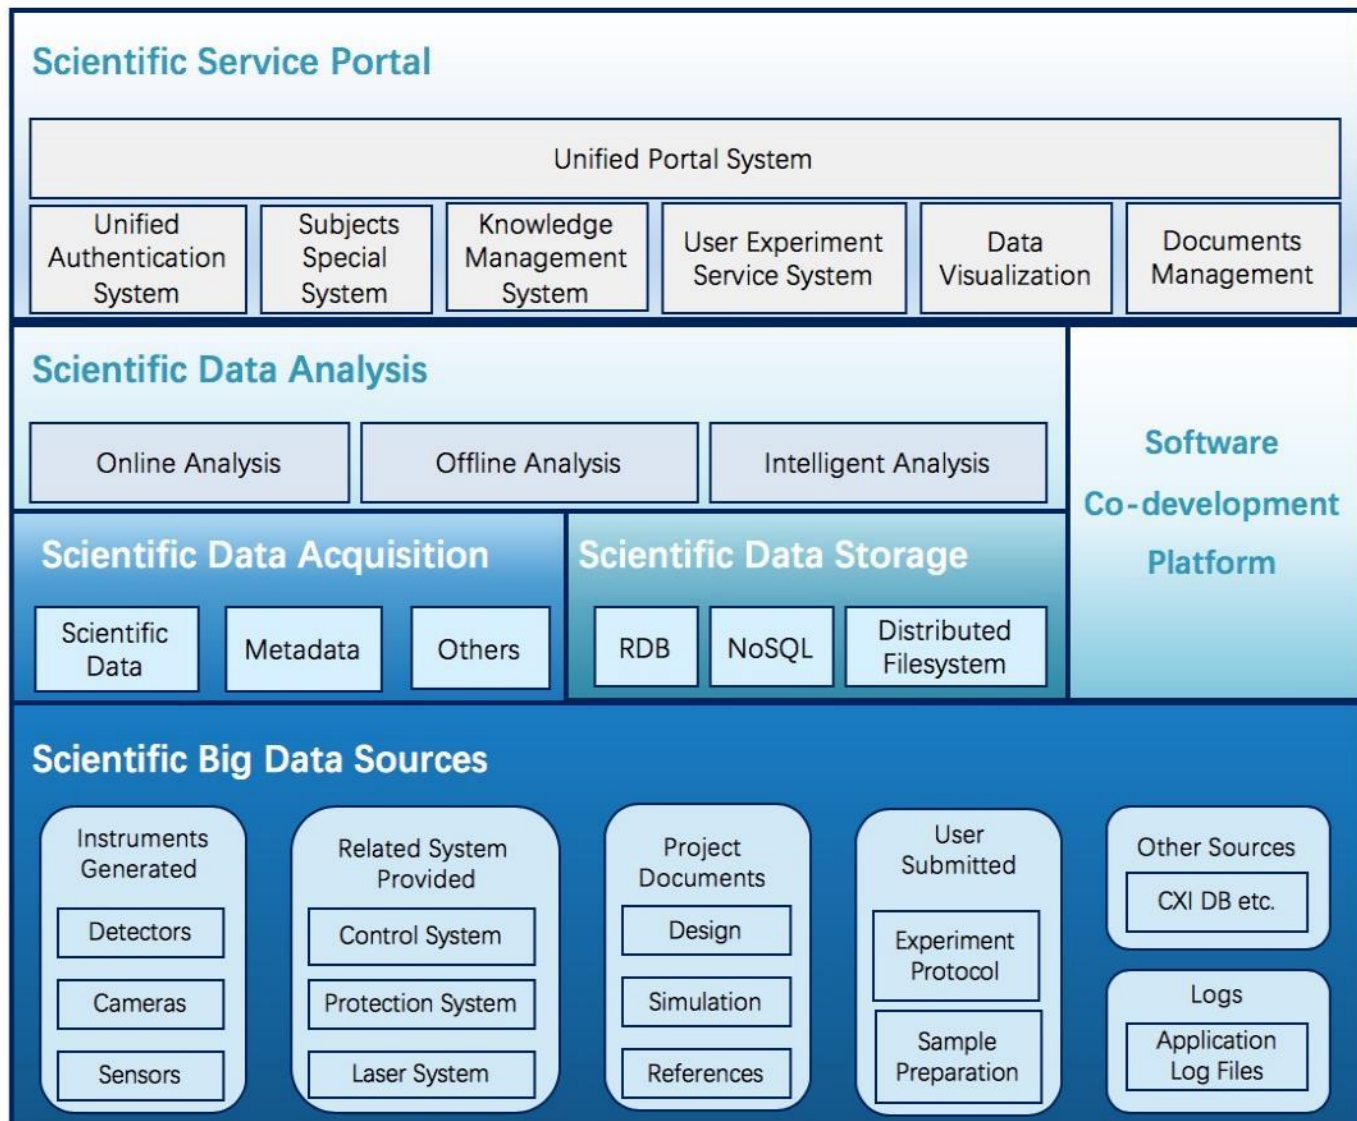 Scientific Service Portal
Unified Portal System
Unified
Authentication
System
Subjects
Special
System
Knowledge
Management
System
User Experiment
Service System
Data
Visualization
Documents
Management
Scientific Data Analysis
Online Analysis
Offline Analysis
Intelligent Analysis
Software
Co-development
Platform
Scientific Data Acquisition
Scientific
Data
Metadata
Others
Scientific Data Storage
RDB
NoSQL
Distributed
Filesystem
Scientific Big Data Sources
Instruments
Generated
Detectors
Cameras
Sensors
Related System
Provided
Control System
Protection System
Laser System
Project
Documents
Design
Simulation
References
User
Submitted
Experiment
Protocol
Sample
Preparation
Other Sources
CXI DB etc.
Logs
Application
Log Files